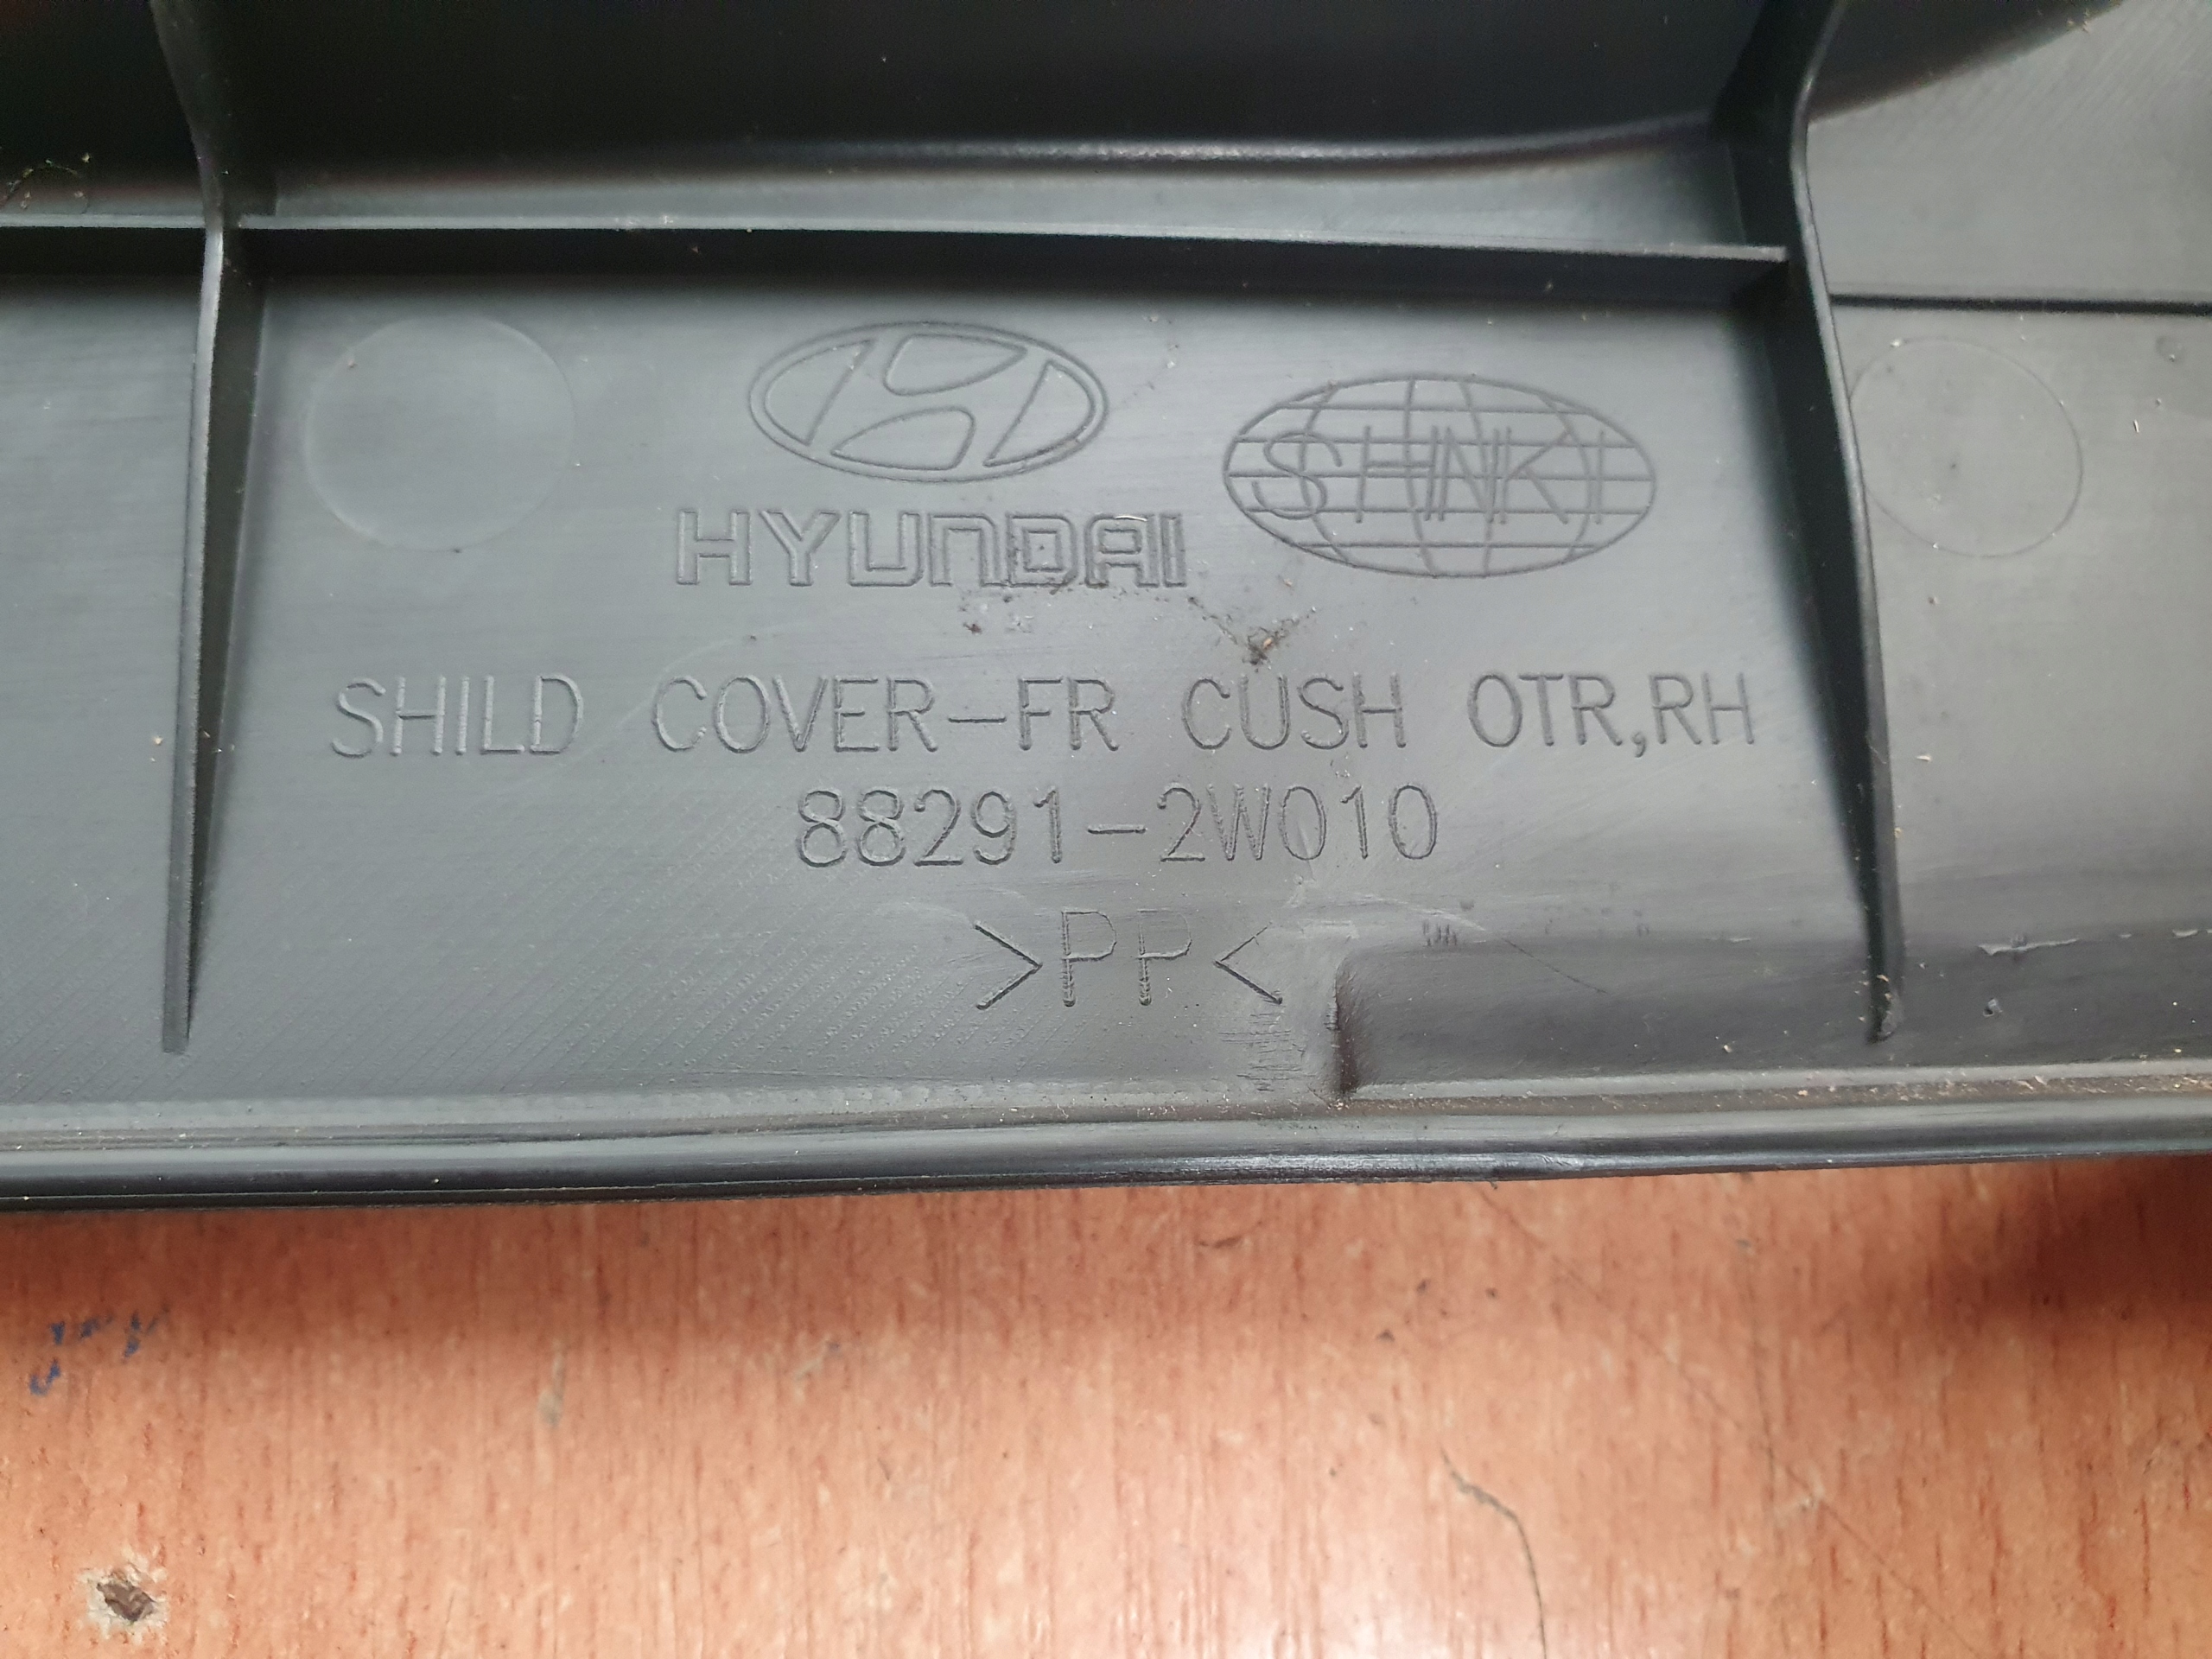 HYUNDAI
SHINKI
SHILD COVER-FR CUSH OTR,RH
88291-2W010
>PP<